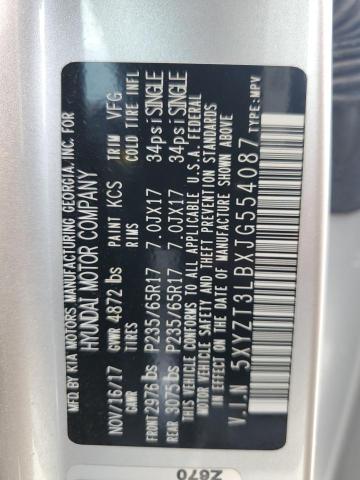 MANUFACTURED BY KIA MOTORS MANUFACTURING GEORGIA, INC. FOR
HYUNDAI MOTOR COMPANY
NOV/16/17 GVWR 4872 lbs PAINT KCS TRIM VFG
TIRES RIMS COLD TIRE INFL
FRONT 2976 lbs P235/65R17 7.0JX17 34psi SINGLE
REAR 3075 lbs P235/65R17 7.0JX17 34psi SINGLE
THIS VEHICLE CONFORMS TO ALL APPLICABLE U.S.A. FEDERAL
MOTOR VEHICLE SAFETY AND THEFT PREVENTION STANDARDS
IN EFFECT ON THE DATE OF MANUFACTURE SHOWN ABOVE.
V.I.N 5XYZT3LBXJG554087 TYPE:MPV
Z670